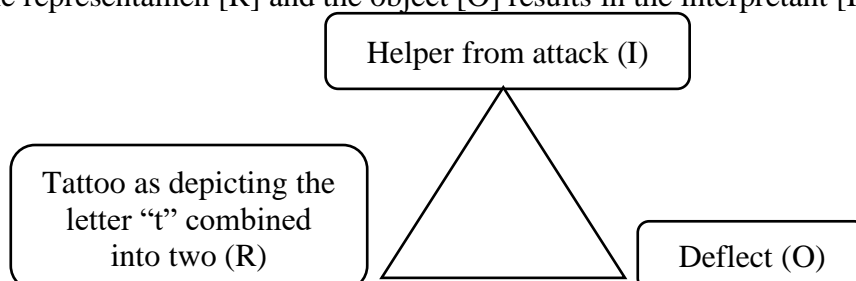 representamen [R] and the object [O] results in the interpretant
Helper from attack (I)
Tattoo as depicting the
letter “t” combined
into two (R)
Deflect (O)